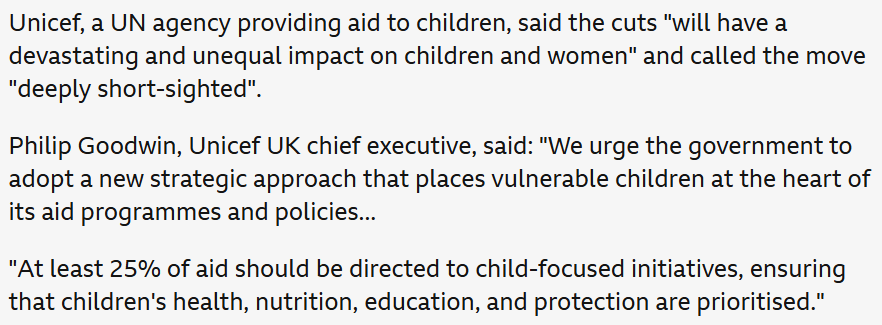 Unicef, a UN agency providing aid to children, said the cuts "will have a
devastating and unequal impact on children and women" and called the move
"deeply short-sighted".
Philip Goodwin, Unicef UK chief executive, said: "We urge the government to
adopt a new strategic approach that places vulnerable children at the heart of
its aid programmes and policies...
"At least 25% of aid should be directed to child-focused initiatives, ensuring
that children's health, nutrition, education, and protection are prioritised."